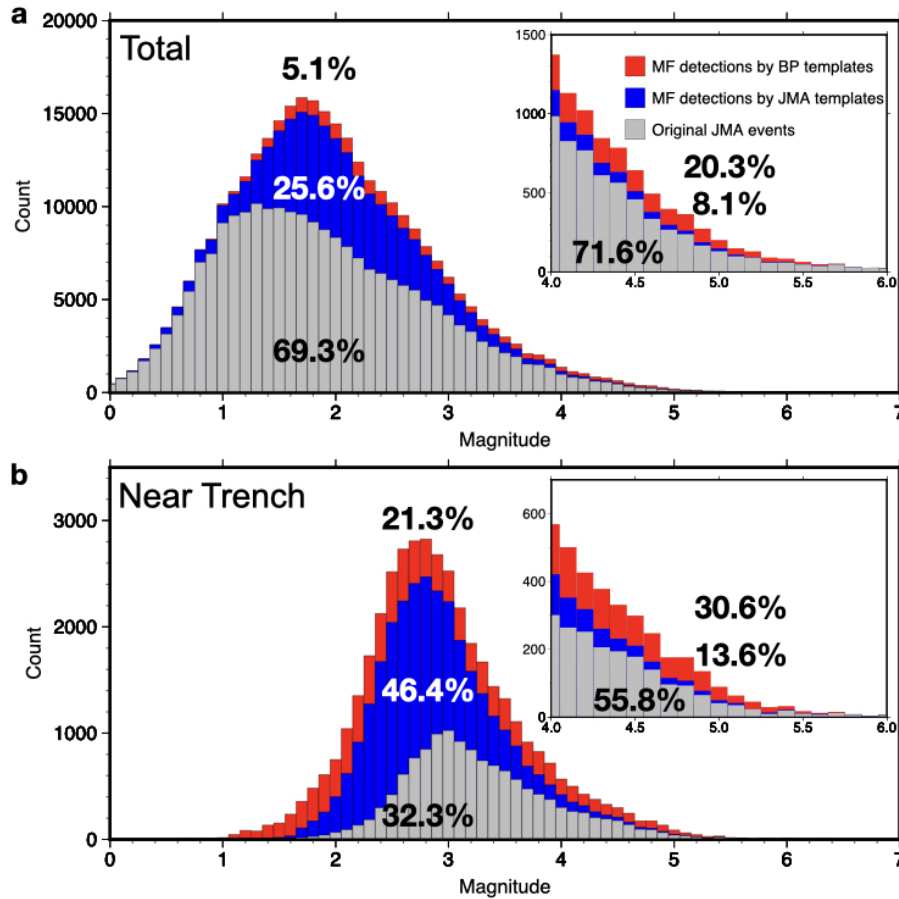 a
Total
5.1%
25.6%
69.3%
20000
15000
10000
5000
0
Count
0 1 2 3 4 5 6 7
Magnitude
1500
1000
500
0
4.0 4.5 5.0 5.5 6.0
MF detections by BP templates
MF detections by JMA templates
Original JMA events
20.3%
8.1%
71.6%
b
Near Trench
21.3%
46.4%
32.3%
3000
2000
1000
0
Count
0 1 2 3 4 5 6 7
Magnitude
600
400
200
0
4.0 4.5 5.0 5.5 6.0
30.6%
13.6%
55.8%